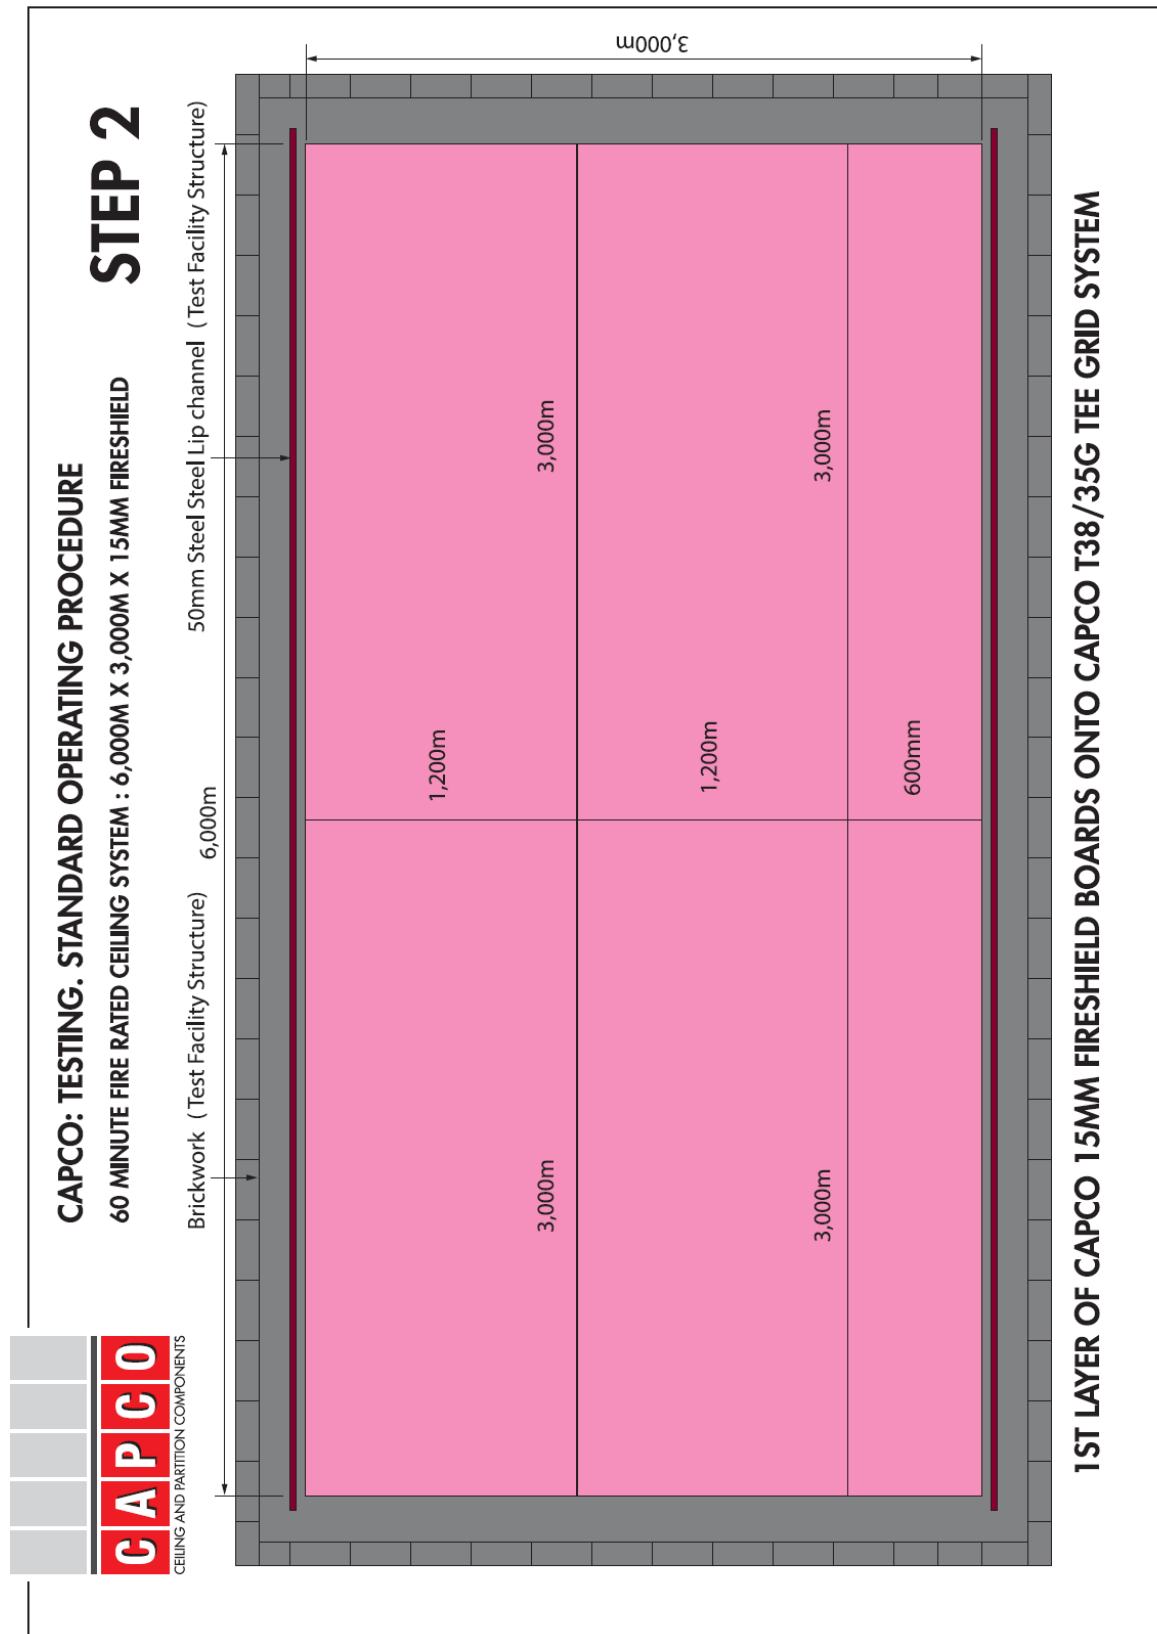 CAPCO
CEILING AND PARTITION COMPONENTS
CAPCO: TESTING. STANDARD OPERATING PROCEDURE
60 MINUTE FIRE RATED CEILING SYSTEM : 6,000M X 3,000M X 15MM FIRESHIELD
STEP 2
Brickwork ( Test Facility Structure)
50mm Steel Steel Lip channel ( Test Facility Structure)
6,000m
3,000m
1,200m
3,000m
3,000m
1,200m
3,000m
3,000m
600mm
1ST LAYER OF CAPCO 15MM FIRESHIELD BOARDS ONTO CAPCO T38/35G TEE GRID SYSTEM